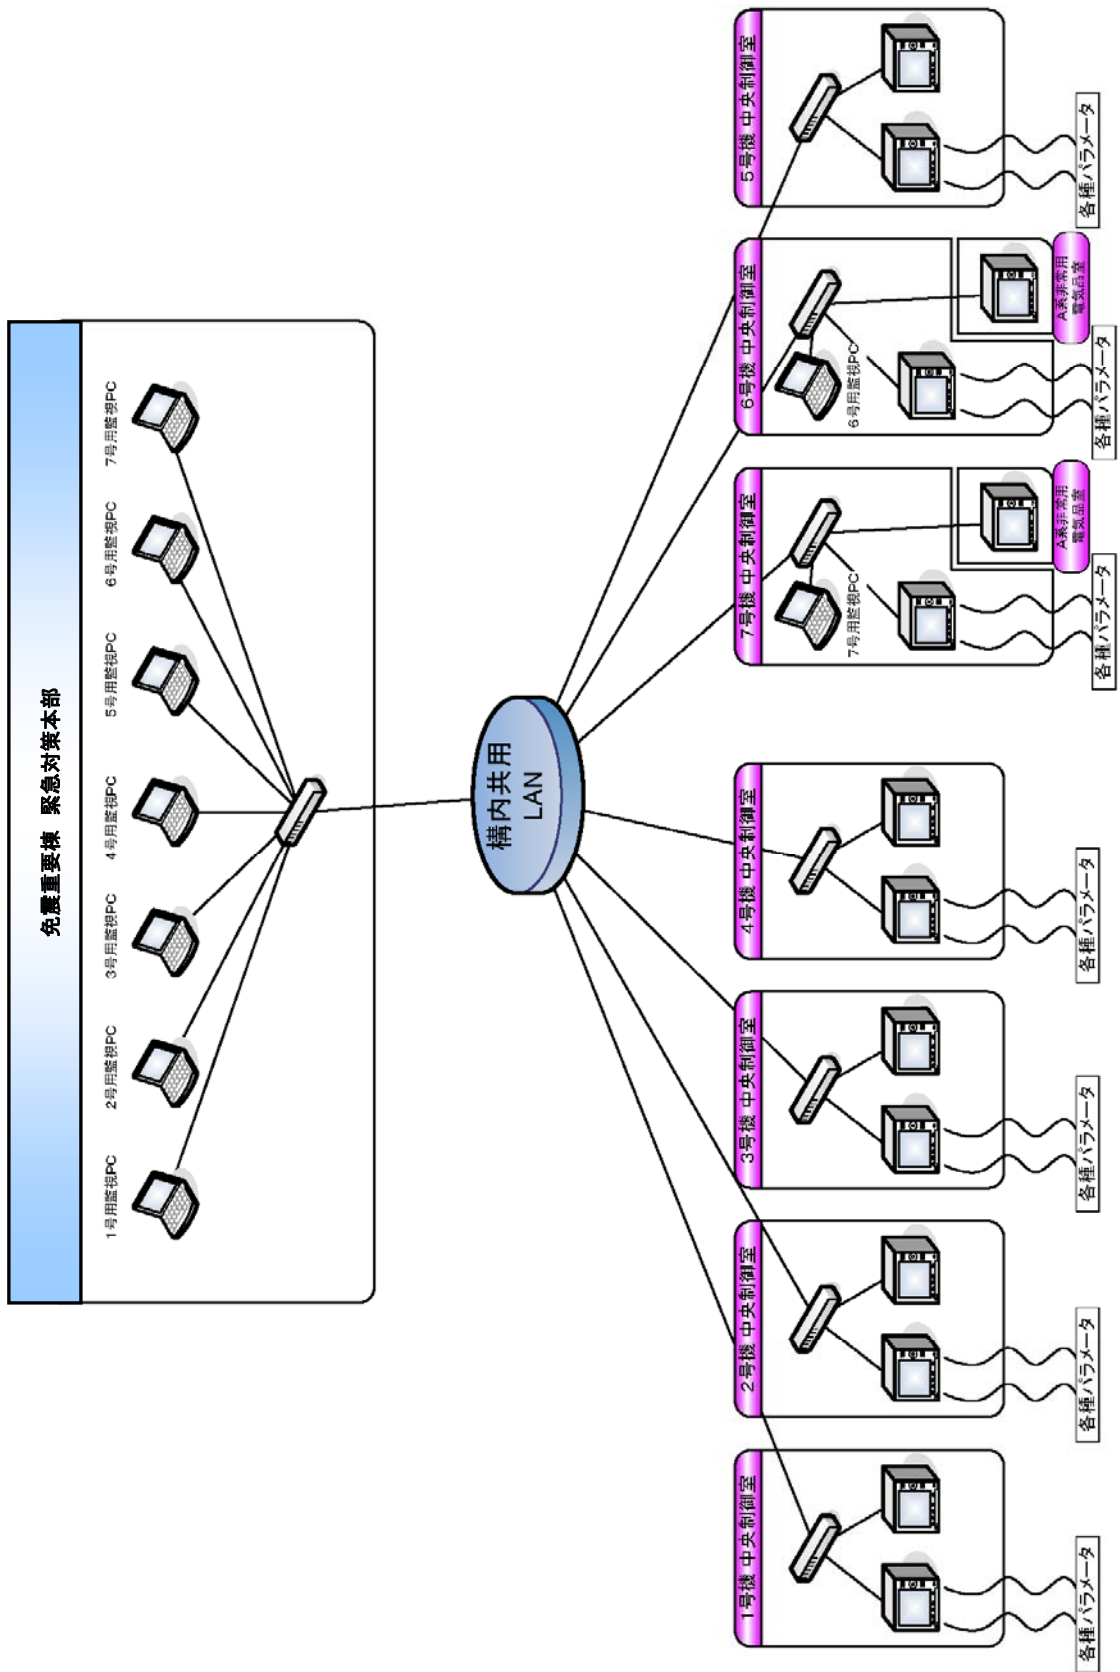 免震重要棟 緊急対策本部
1号用監視PC
2号用監視PC
3号用監視PC
4号用監視PC
5号用監視PC
6号用監視PC
7号用監視PC
構内共用
LAN
1号機 中央制御室
各種パラメータ
2号機 中央制御室
各種パラメータ
3号機 中央制御室
各種パラメータ
4号機 中央制御室
各種パラメータ
7号機 中央制御室
7号用監視PC
A系非常用
電気品室
各種パラメータ
6号機 中央制御室
6号用監視PC
A系非常用
電気品室
各種パラメータ
5号機 中央制御室
各種パラメータ